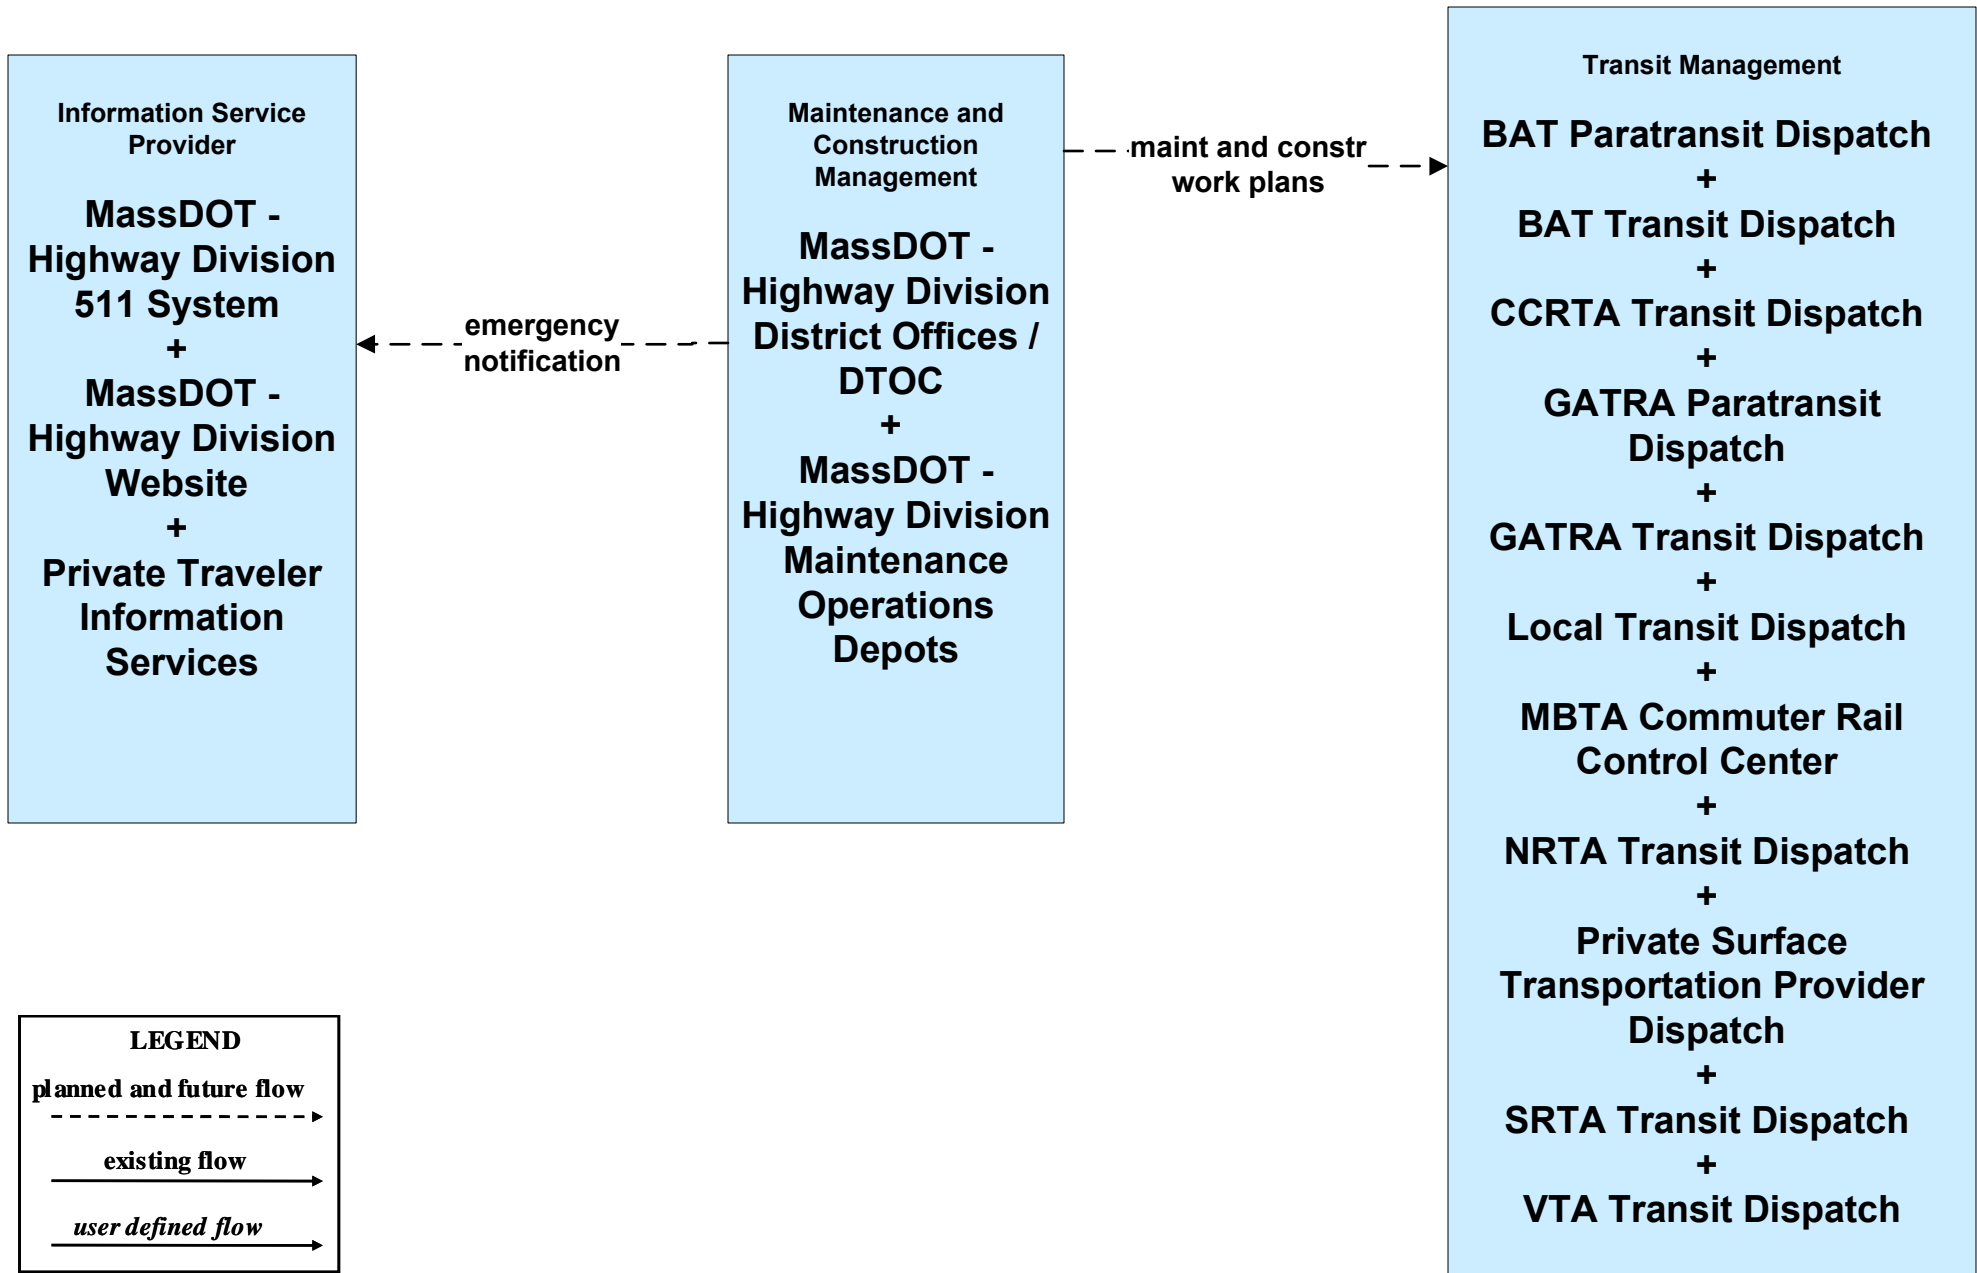 Information Service
Provider
MassDOT -
Highway Division
511 System
+
MassDOT -
Highway Division
Website
+
Private Traveler
Information
Services
emergency
notification
Maintenance and
Construction
Management
MassDOT -
Highway Division
District Offices /
DTOC
+
MassDOT -
Highway Division
Maintenance
Operations
Depots
maint and constr
work plans
Transit Management
BAT Paratransit Dispatch
+
BAT Transit Dispatch
+
CCRTA Transit Dispatch
+
GATRA Paratransit
Dispatch
+
GATRA Transit Dispatch
+
Local Transit Dispatch
+
MBTA Commuter Rail
Control Center
+
NRTA Transit Dispatch
+
Private Surface
Transportation Provider
Dispatch
+
SRTA Transit Dispatch
+
VTA Transit Dispatch
LEGEND
planned and future flow
existing flow
user defined flow